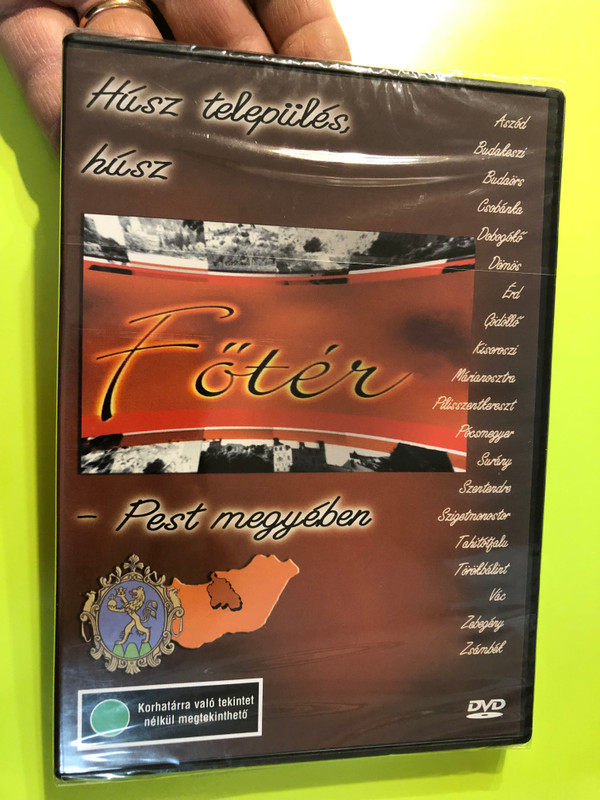 Húsz település,
húsz
Főtér
– Pest megyében
Aszód
Budakeszi
Budaörs
Csobánka
Dobogókő
Dömös
Érd
Gödöllő
Kisoroszi
Márianosztra
Pilisszentkereszt
Pócsmegyer
Surány
Szentendre
Szigetmonostor
Tahitótfalu
Törökbálint
Vác
Zebegény
Zsámbék
Korhatárra való tekintet
nélkül megtekinthető
DVD